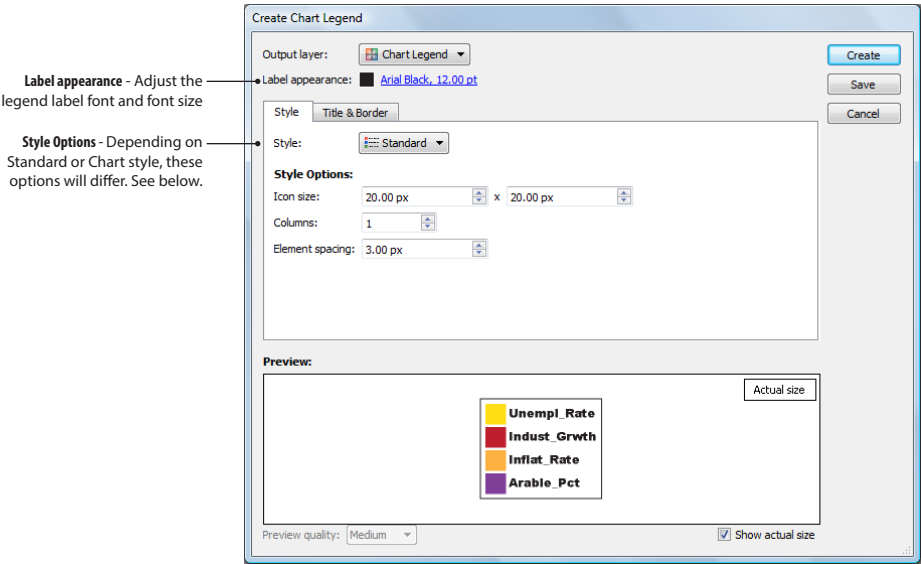 Create Chart Legend
Output layer: Chart Legend
Create
Label appearance - Adjust the
legend label font and font size
Label appearance: Arial Black, 12.00 pt
Save
Style Title & Border
Cancel
Style Options - Depending on
Standard or Chart style, these
options will differ. See below.
Style: Standard
Style Options:
Icon size: 20.00 px x 20.00 px
Columns: 1
Element spacing: 3.00 px
Preview:
Actual size
Unempl_Rate
Indust_Grwth
Inflat_Rate
Arable_Pct
Preview quality: Medium
Show actual size